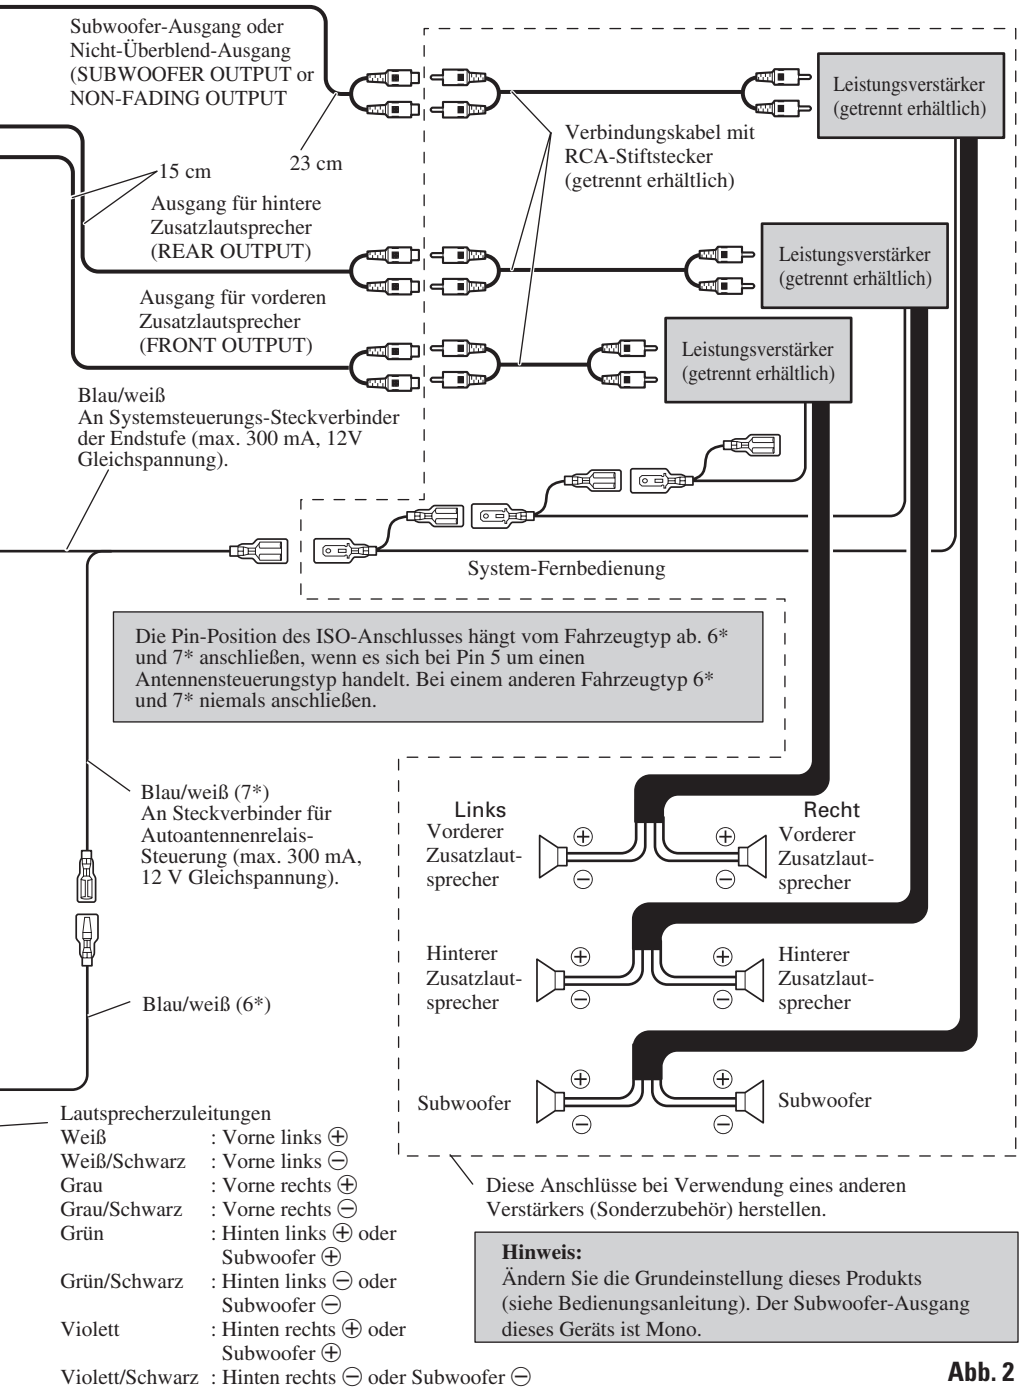 Subwoofer-Ausgang oder
Nicht-Überblend-Ausgang
(SUBWOOFER OUTPUT or
NON-FADING OUTPUT
Leistungsverstärker
(getrennt erhältlich)
Verbindungskabel mit
RCA-Stiftstecker
(getrennt erhältlich)
23 cm
15 cm
Ausgang für hintere
Zusatzlautsprecher
(REAR OUTPUT)
Leistungsverstärker
(getrennt erhältlich)
Ausgang für vorderen
Zusatzlautsprecher
(FRONT OUTPUT)
Leistungsverstärker
(getrennt erhältlich)
Blau/weiß
An Systemsteuerungs-Steckverbinder
der Endstufe (max. 300 mA, 12V
Gleichspannung).
System-Fernbedienung
Die Pin-Position des ISO-Anschlusses hängt vom Fahrzeugtyp ab. 6*
und 7* anschließen, wenn es sich bei Pin 5 um einen
Antennensteuerungstyp handelt. Bei einem anderen Fahrzeugtyp 6*
und 7* niemals anschließen.
Blau/weiß (7*)
An Steckverbinder für
Autoantennenrelais-
Steuerung (max. 300 mA,
12 V Gleichspannung).
Links
Vorderer
Zusatzlaut-
sprecher
⊕
⊖
⊕
⊖
Recht
Vorderer
Zusatzlaut-
sprecher
Hinterer
Zusatzlaut-
sprecher
⊕
⊖
⊕
⊖
Hinterer
Zusatzlaut-
sprecher
Blau/weiß (6*)
Subwoofer
⊕
⊖
⊕
⊖
Subwoofer
Lautsprecherzuleitungen
Weiß : Vorne links ⊕
Weiß/Schwarz : Vorne links ⊖
Grau : Vorne rechts ⊕
Grau/Schwarz : Vorne rechts ⊖
Grün : Hinten links ⊕ oder
Subwoofer ⊕
Grün/Schwarz : Hinten links ⊖ oder
Subwoofer ⊖
Violett : Hinten rechts ⊕ oder
Subwoofer ⊕
Violett/Schwarz : Hinten rechts ⊖ oder Subwoofer ⊖
Diese Anschlüsse bei Verwendung eines anderen
Verstärkers (Sonderzubehör) herstellen.
Hinweis:
Ändern Sie die Grundeinstellung dieses Produkts
(siehe Bedienungsanleitung). Der Subwoofer-Ausgang
dieses Geräts ist Mono.
Abb. 2